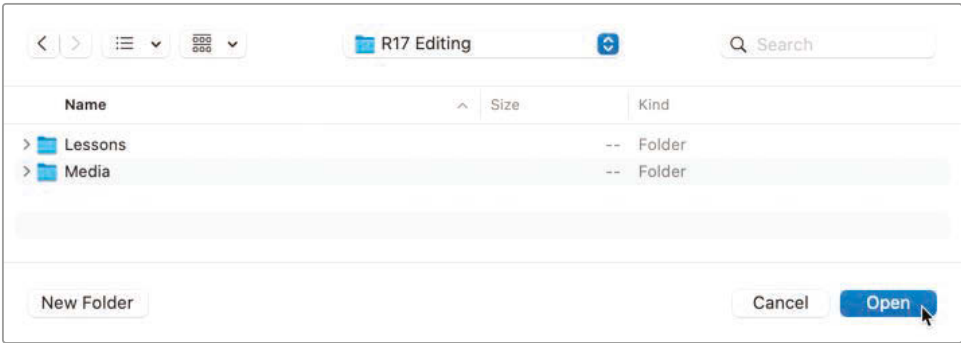 R17 Editing Search
Name Size Kind
Lessons -- Folder
Media -- Folder
New Folder Cancel Open